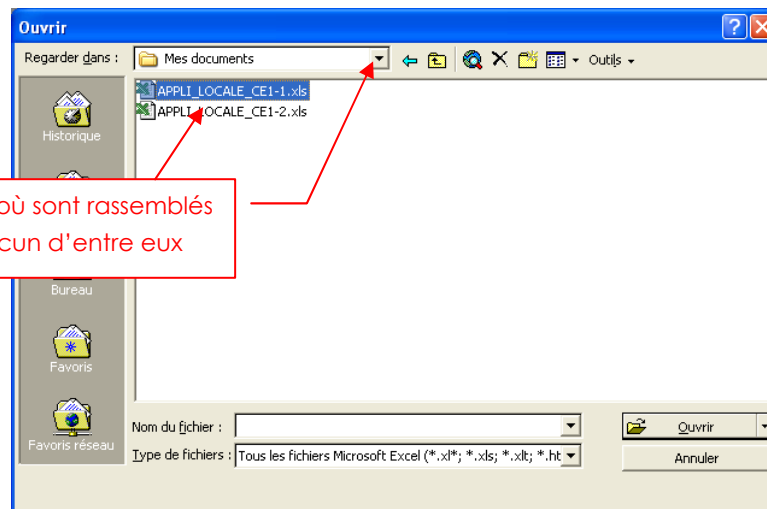 Ouvrir
Regarder dans :
Mes documents
Outils
APPLI_LOCALE_CE1-1.xls
APPLI_LOCALE_CE1-2.xls
Historique
où sont rassemblés
cun d'entre eux
Bureau
Favoris
Favoris réseau
Nom du fichier :
Ouvrir
Type de fichiers :
Tous les fichiers Microsoft Excel (*.xl*; *.xls; *.xlt; *.ht
Annuler